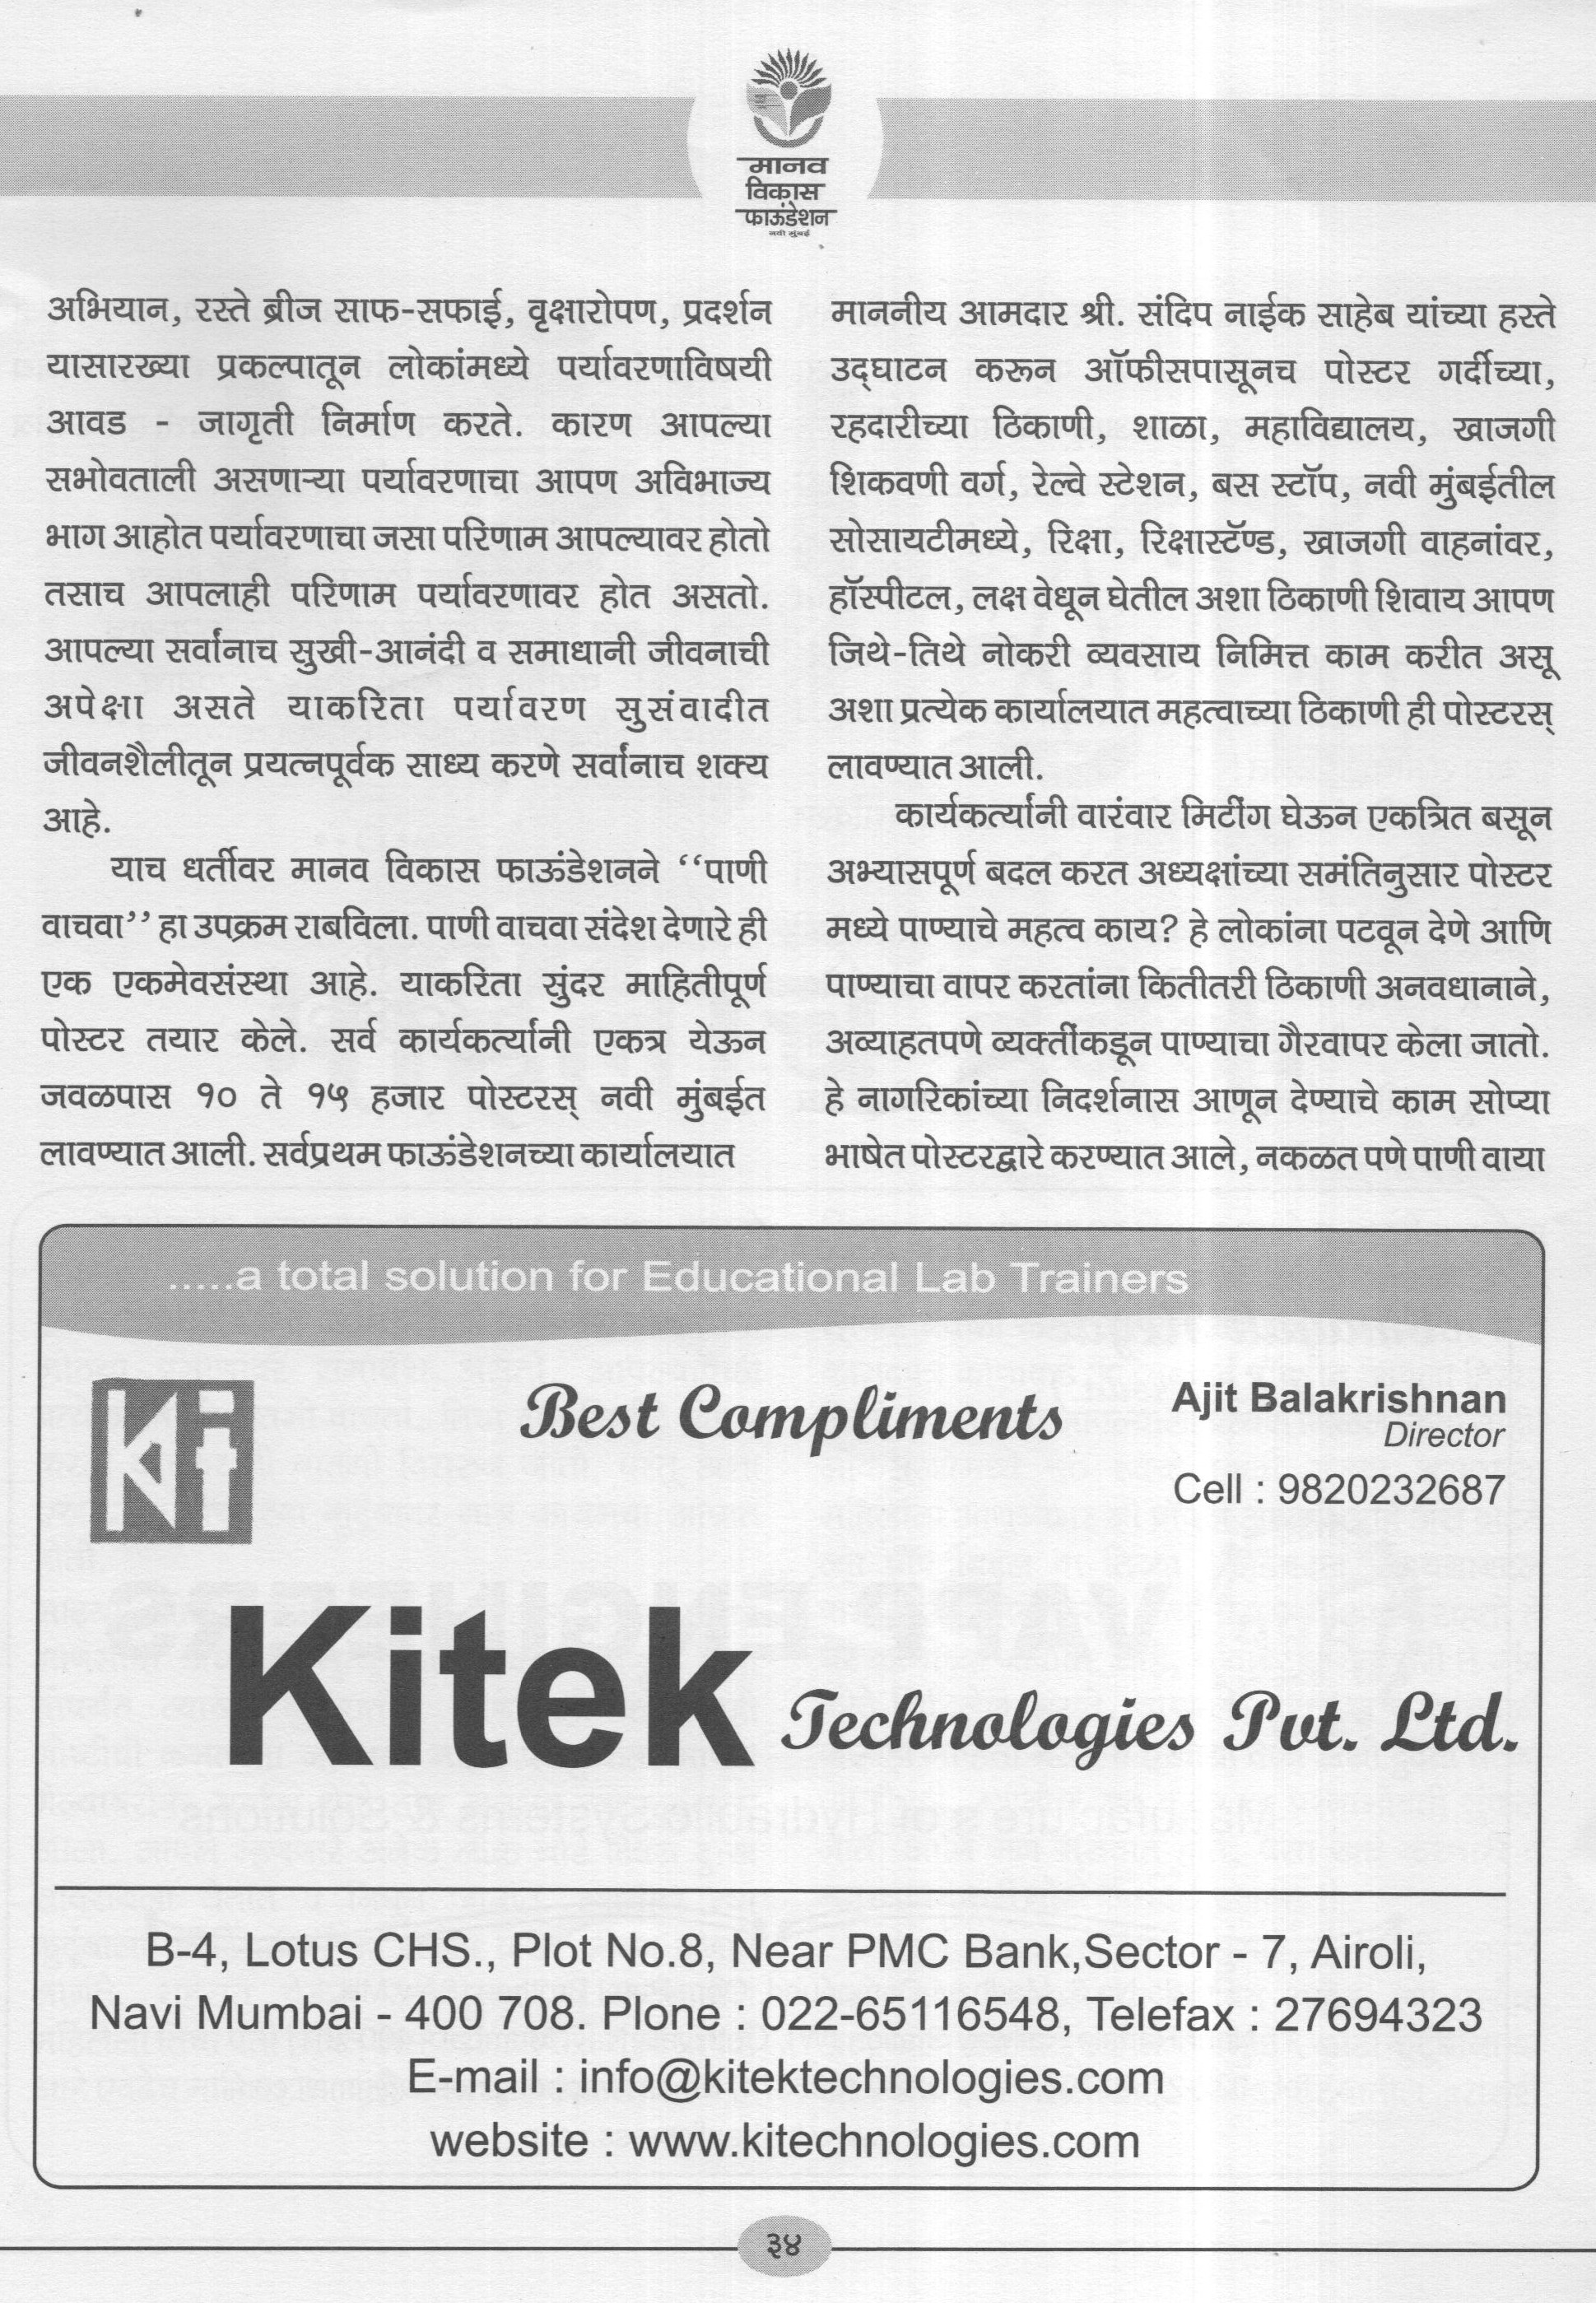 मानव
विकास
फाऊंडेशन
नवी मुंबई
अभियान, रस्ते ब्रीज साफ-सफाई, वृक्षारोपण, प्रदर्शन
यासारख्या प्रकल्पातून लोकांमध्ये पर्यावरणाविषयी
आवड - जागृती निर्माण करते. कारण आपल्या
सभोवताली असणाऱ्या पर्यावरणाचा आपण अविभाज्य
भाग आहोत पर्यावरणाचा जसा परिणाम आपल्यावर होतो
तसाच आपलाही परिणाम पर्यावरणावर होत असतो.
आपल्या सर्वांनाच सुखी-आनंदी व समाधानी जीवनाची
अपेक्षा असते याकरिता पर्यावरण सुसंवादीत
जीवनशैलीतून प्रयत्नपूर्वक साध्य करणे सर्वांनाच शक्य
आहे.
याच धर्तीवर मानव विकास फाऊंडेशनने ‘‘पाणी
वाचवा’’ हा उपक्रम राबविला. पाणी वाचवा संदेश देणारे ही
एक एकमेवसंस्था आहे. याकरिता सुंदर माहितीपूर्ण
पोस्टर तयार केले. सर्व कार्यकर्त्यांनी एकत्र येऊन
जवळपास १० ते १५ हजार पोस्टरस् नवी मुंबईत
लावण्यात आली. सर्वप्रथम फाऊंडेशनच्या कार्यालयात
माननीय आमदार श्री. संदिप नाईक साहेब यांच्या हस्ते
उद्‌घाटन करून ऑफीसपासूनच पोस्टर गर्दीच्या,
रहदारीच्या ठिकाणी, शाळा, महाविद्यालय, खाजगी
शिकवणी वर्ग, रेल्वे स्टेशन, बस स्टॉप, नवी मुंबईतील
सोसायटीमध्ये, रिक्षा, रिक्षास्टॅण्ड, खाजगी वाहनांवर,
हॉस्पीटल, लक्ष वेधून घेतील अशा ठिकाणी शिवाय आपण
जिथे-तिथे नोकरी व्यवसाय निमित्त काम करीत असू
अशा प्रत्येक कार्यालयात महत्वाच्या ठिकाणी ही पोस्टरस्
लावण्यात आली.
कार्यकर्त्यांनी वारंवार मिटींग घेऊन एकत्रित बसून
अभ्यासपूर्ण बदल करत अध्यक्षांच्या समंतिनुसार पोस्टर
मध्ये पाण्याचे महत्व काय? हे लोकांना पटवून देणे आणि
पाण्याचा वापर करतांना कितीतरी ठिकाणी अनवधानाने,
अव्याहतपणे व्यक्तींकडून पाण्याचा गैरवापर केला जातो.
हे नागरिकांच्या निदर्शनास आणून देण्याचे काम सोप्या
भाषेत पोस्टरद्वारे करण्यात आले, नकळत पणे पाणी वाया
.....a total solution for Educational Lab Trainers
Ki
Best Compliments
Ajit Balakrishnan
Director
Cell : 9820232687
Kitek Technologies Pvt. Ltd.
B-4, Lotus CHS., Plot No.8, Near PMC Bank,Sector - 7, Airoli,
Navi Mumbai - 400 708. Plone : 022-65116548, Telefax : 27694323
E-mail : info@kitektechnologies.com
website : www.kitechnologies.com
३४